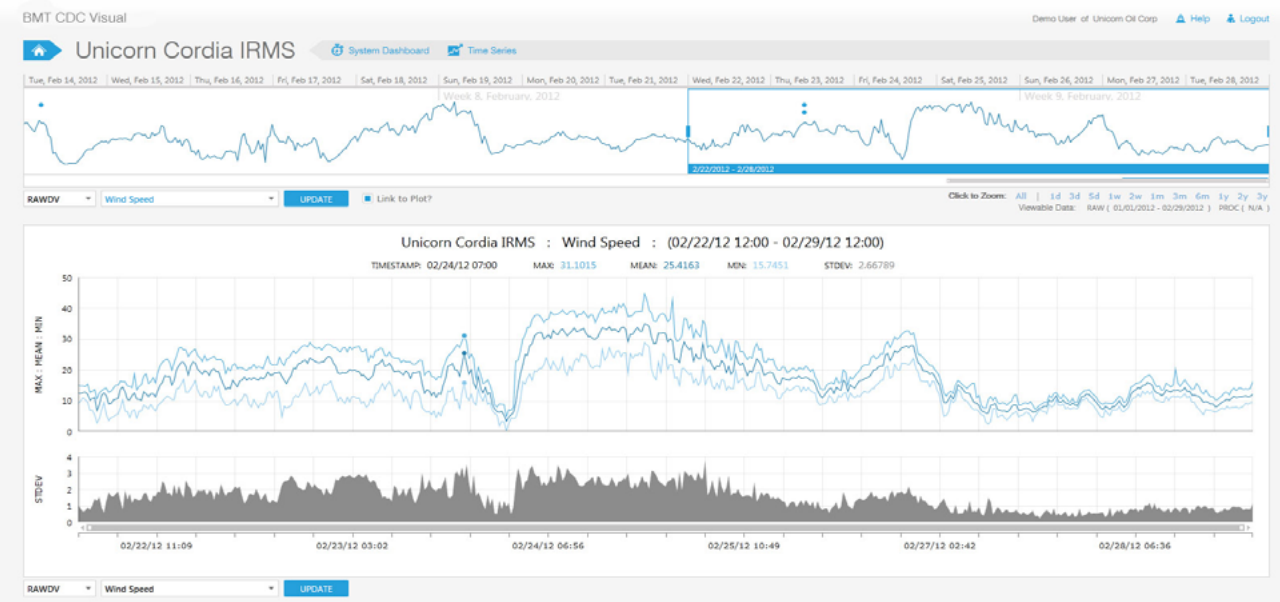 BMT CDC Visual
Demo User of Unicorn Oil Corp Help Logout
Unicorn Cordia IRMS System Dashboard Time Series
Tue, Feb 14, 2012 Wed, Feb 15, 2012 Thu, Feb 16, 2012 Fri, Feb 17, 2012 Sat, Feb 18, 2012 Sun, Feb 19, 2012 Mon, Feb 20, 2012 Tue, Feb 21, 2012 Wed, Feb 22, 2012 Thu, Feb 23, 2012 Fri, Feb 24, 2012 Sat, Feb 25, 2012 Sun, Feb 26, 2012 Mon, Feb 27, 2012 Tue, Feb 28, 2012
Week 8, February, 2012 Week 9, February, 2012
2/22/2012 - 2/28/2012
RAWDV Wind Speed UPDATE Link to Plot?
Click to Zoom: All | 1d 3d 5d 1w 2w 1m 3m 6m 1y 2y 3y
Viewable Data: RAW ( 01/01/2012 - 02/29/2012 ) PROC ( N/A )
Unicorn Cordia IRMS : Wind Speed : (02/22/12 12:00 - 02/29/12 12:00)
TIMESTAMP: 02/24/12 07:00 MAX: 31.1015 MEAN: 25.4163 MIN: 15.7451 STDEV: 2.66789
MAX : MEAN : MIN
50
40
30
20
10
0
STDEV
4
3
2
1
0
02/22/12 11:09 02/23/12 03:02 02/24/12 06:56 02/25/12 10:49 02/27/12 02:42 02/28/12 06:36
RAWDV Wind Speed UPDATE